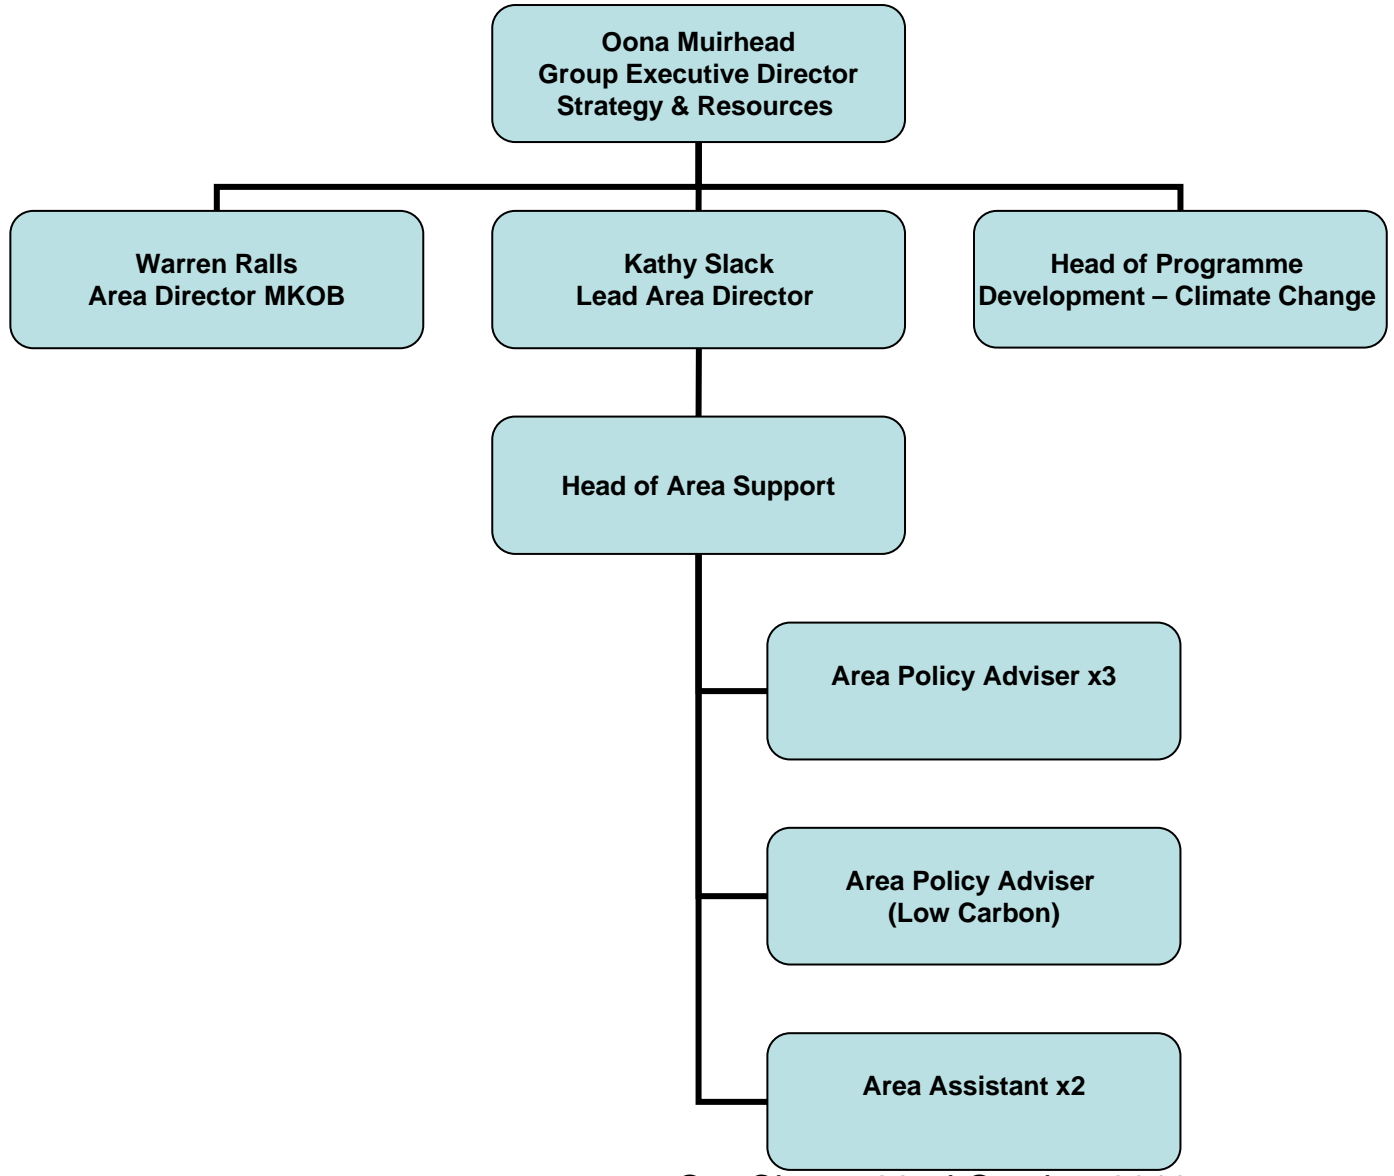 Oona Muirhead
Group Executive Director
Strategy & Resources
Warren Ralls
Area Director MKOB
Kathy Slack
Lead Area Director
Head of Programme
Development – Climate Change
Head of Area Support
Area Policy Adviser x3
Area Policy Adviser
(Low Carbon)
Area Assistant x2